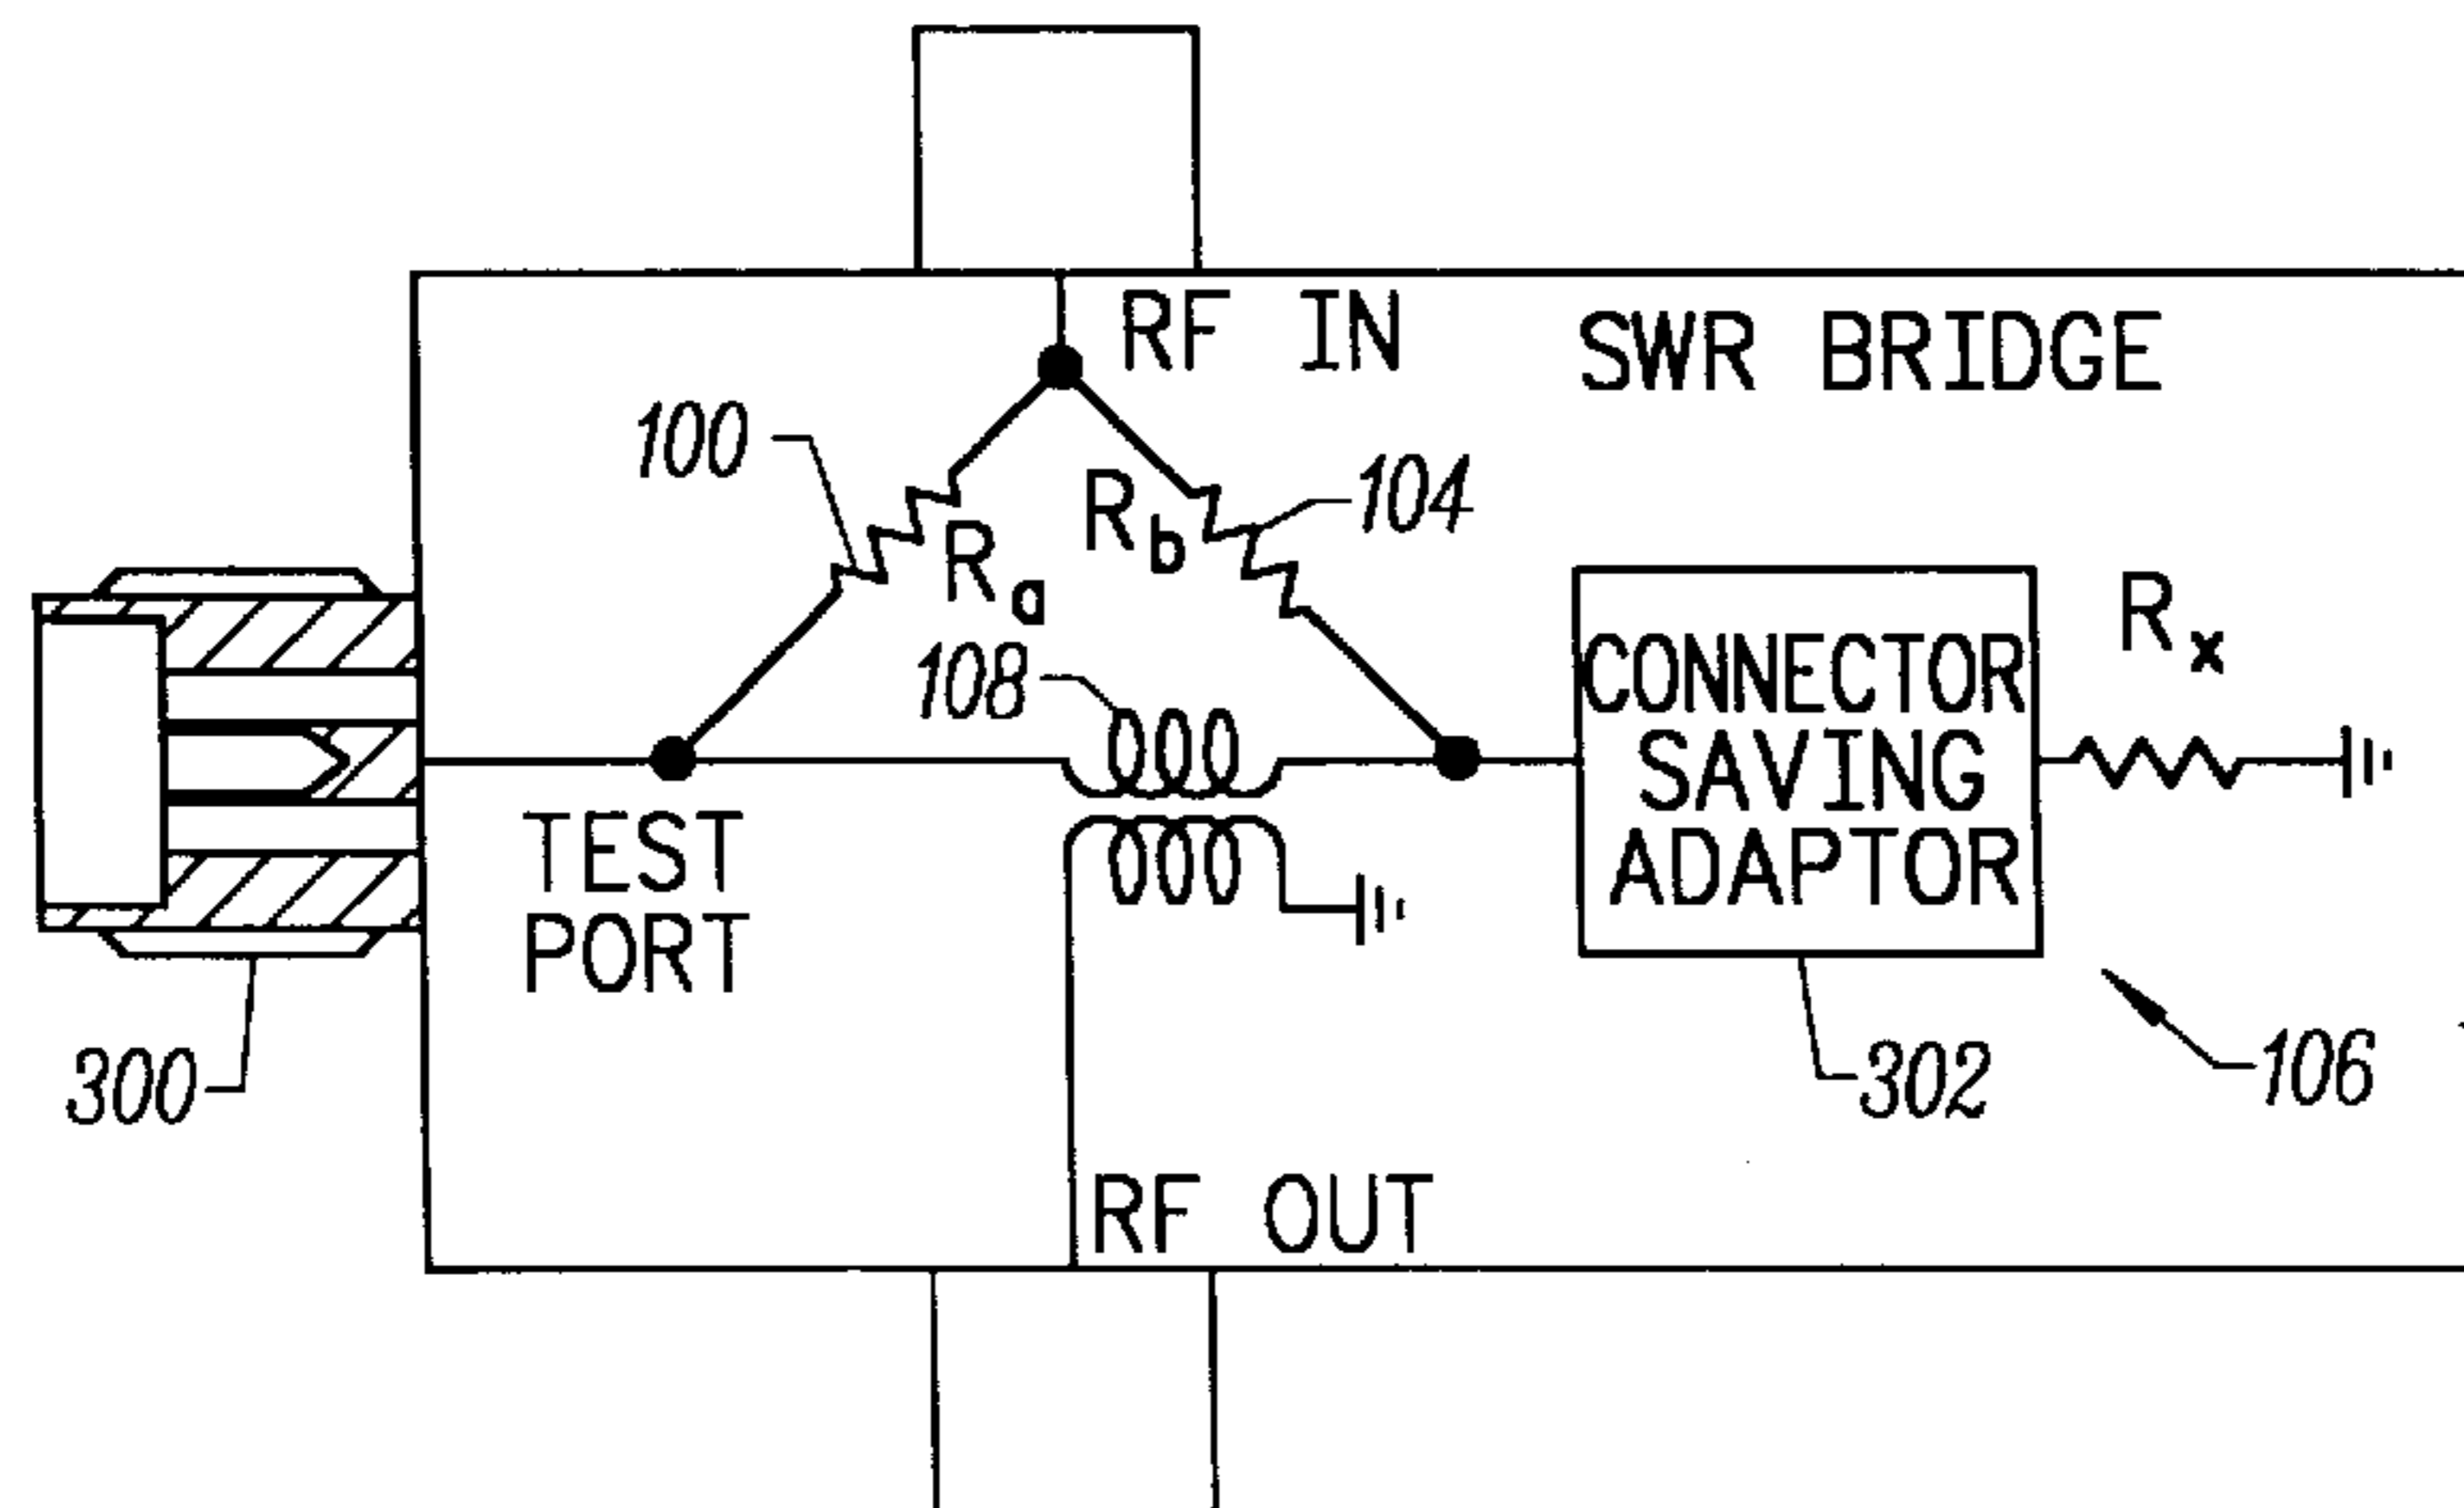 RF IN
SWR BRIDGE
100
Ra
Rb
104
108
CONNECTOR
SAVING
ADAPTOR
Rx
TEST
PORT
300
302
106
RF OUT